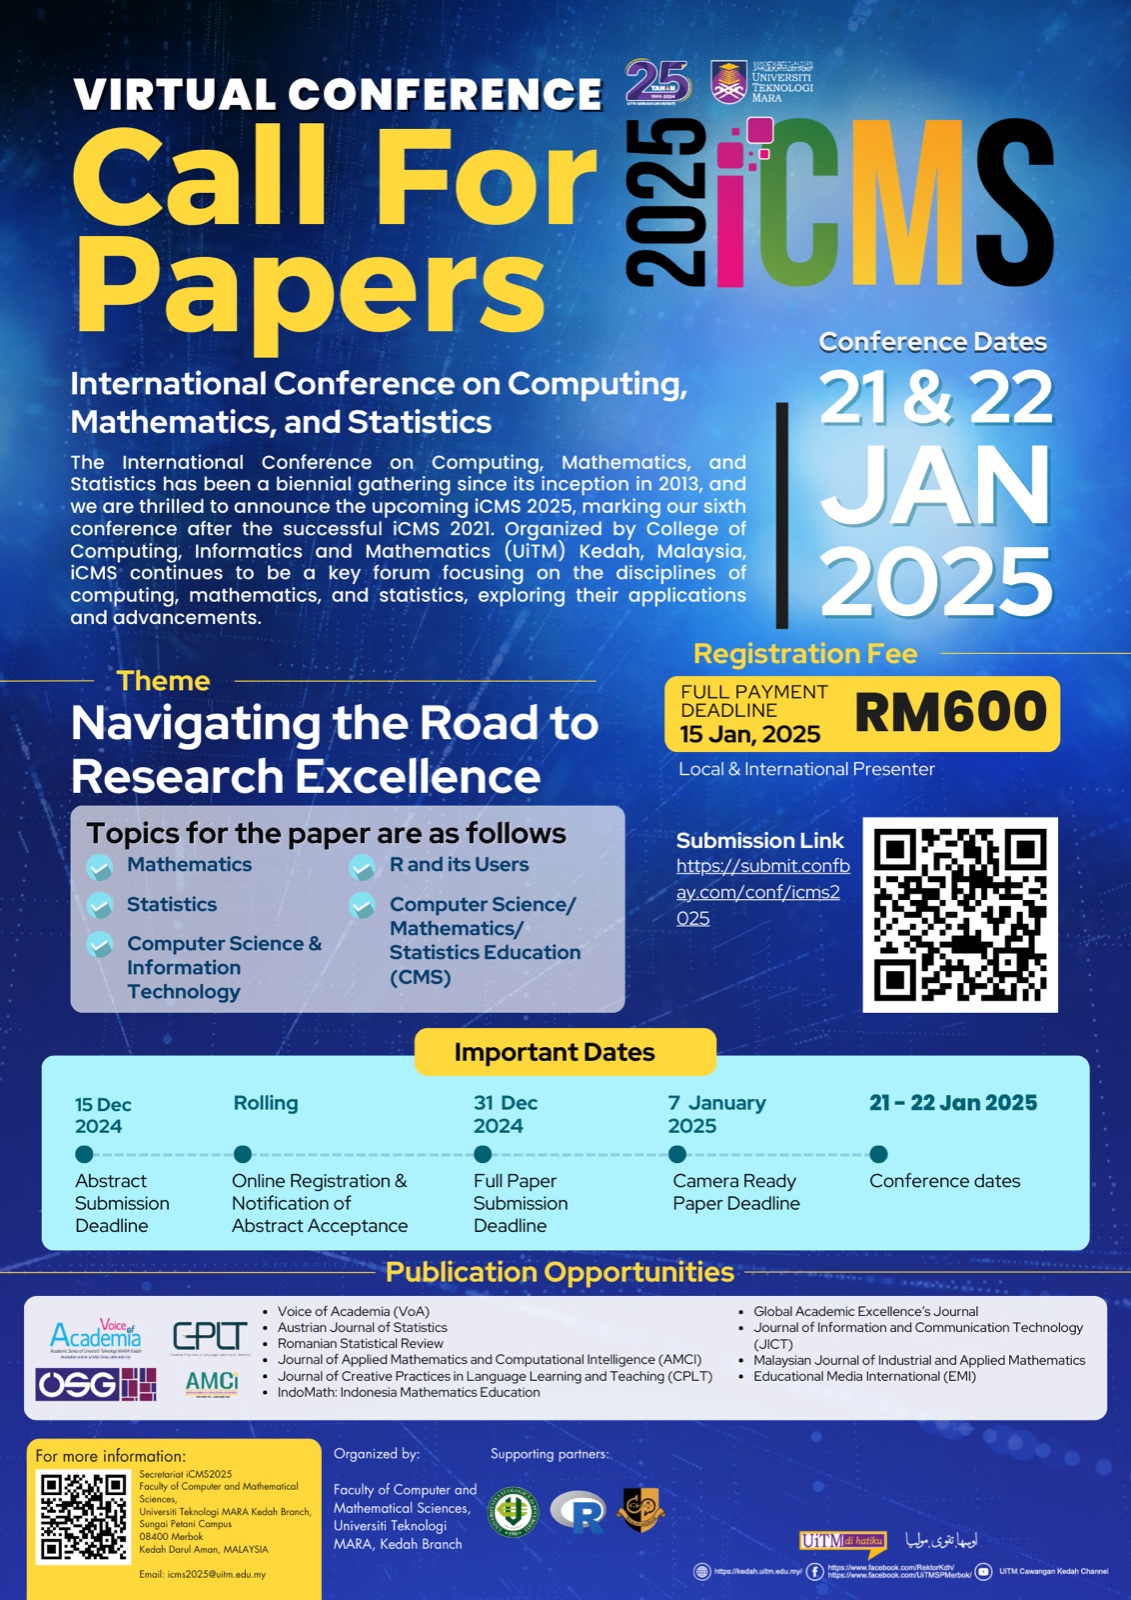 VIRTUAL CONFERENCE
Call For
Papers
25
TAHUN
UNIVERSITI
TEKNOLOGI
MARA
2025
iCMS
International Conference on Computing,
Mathematics, and Statistics
The International Conference on Computing, Mathematics, and
Statistics has been a biennial gathering since its inception in 2013, and
we are thrilled to announce the upcoming iCMS 2025, marking our sixth
conference after the successful iCMS 2021. Organized by College of
Computing, Informatics and Mathematics (UiTM) Kedah, Malaysia,
iCMS continues to be a key forum focusing on the disciplines of
computing, mathematics, and statistics, exploring their applications
and advancements.
Conference Dates
21 & 22
JAN
2025
Theme
Navigating the Road to
Research Excellence
Registration Fee
FULL PAYMENT
DEADLINE
15 Jan, 2025
RM600
Local & International Presenter
Topics for the paper are as follows
Mathematics
Statistics
Computer Science &
Information
Technology
R and its Users
Computer Science/
Mathematics/
Statistics Education
(CMS)
Submission Link
https://submit.confb
ay.com/conf/icms2
025
Important Dates
15 Dec
2024
Abstract
Submission
Deadline
Rolling
Online Registration &
Notification of
Abstract Acceptance
31 Dec
2024
Full Paper
Submission
Deadline
7 January
2025
Camera Ready
Paper Deadline
21 - 22 Jan 2025
Conference dates
Publication Opportunities
Voice of
Academia
CPLT
OSG
AMCi
• Voice of Academia (VoA)
• Austrian Journal of Statistics
• Romanian Statistical Review
• Journal of Applied Mathematics and Computational Intelligence (AMCI)
• Journal of Creative Practices in Language Learning and Teaching (CPLT)
• IndoMath: Indonesia Mathematics Education
• Global Academic Excellence's Journal
• Journal of Information and Communication Technology
(JICT)
• Malaysian Journal of Industrial and Applied Mathematics
• Educational Media International (EMI)
For more information:
Secretariat iCMS2025
Faculty of Computer and Mathematical
Sciences,
Universiti Teknologi MARA Kedah Branch,
Sungai Petani Campus
08400 Merbok
Kedah Darul Aman, MALAYSIA
Email: icms2025@uitm.edu.my
Organized by:
Faculty of Computer and
Mathematical Sciences,
Universiti Teknologi
MARA, Kedah Branch
Supporting partners:
R
UiTM di hatiku
اوسها تقوى موليا
https://kedah.uitm.edu.my/
https://www.facebook.com/RektorKdh/
https://www.facebook.com/UiTMSPMerbok/
UiTM Cawangan Kedah Channel